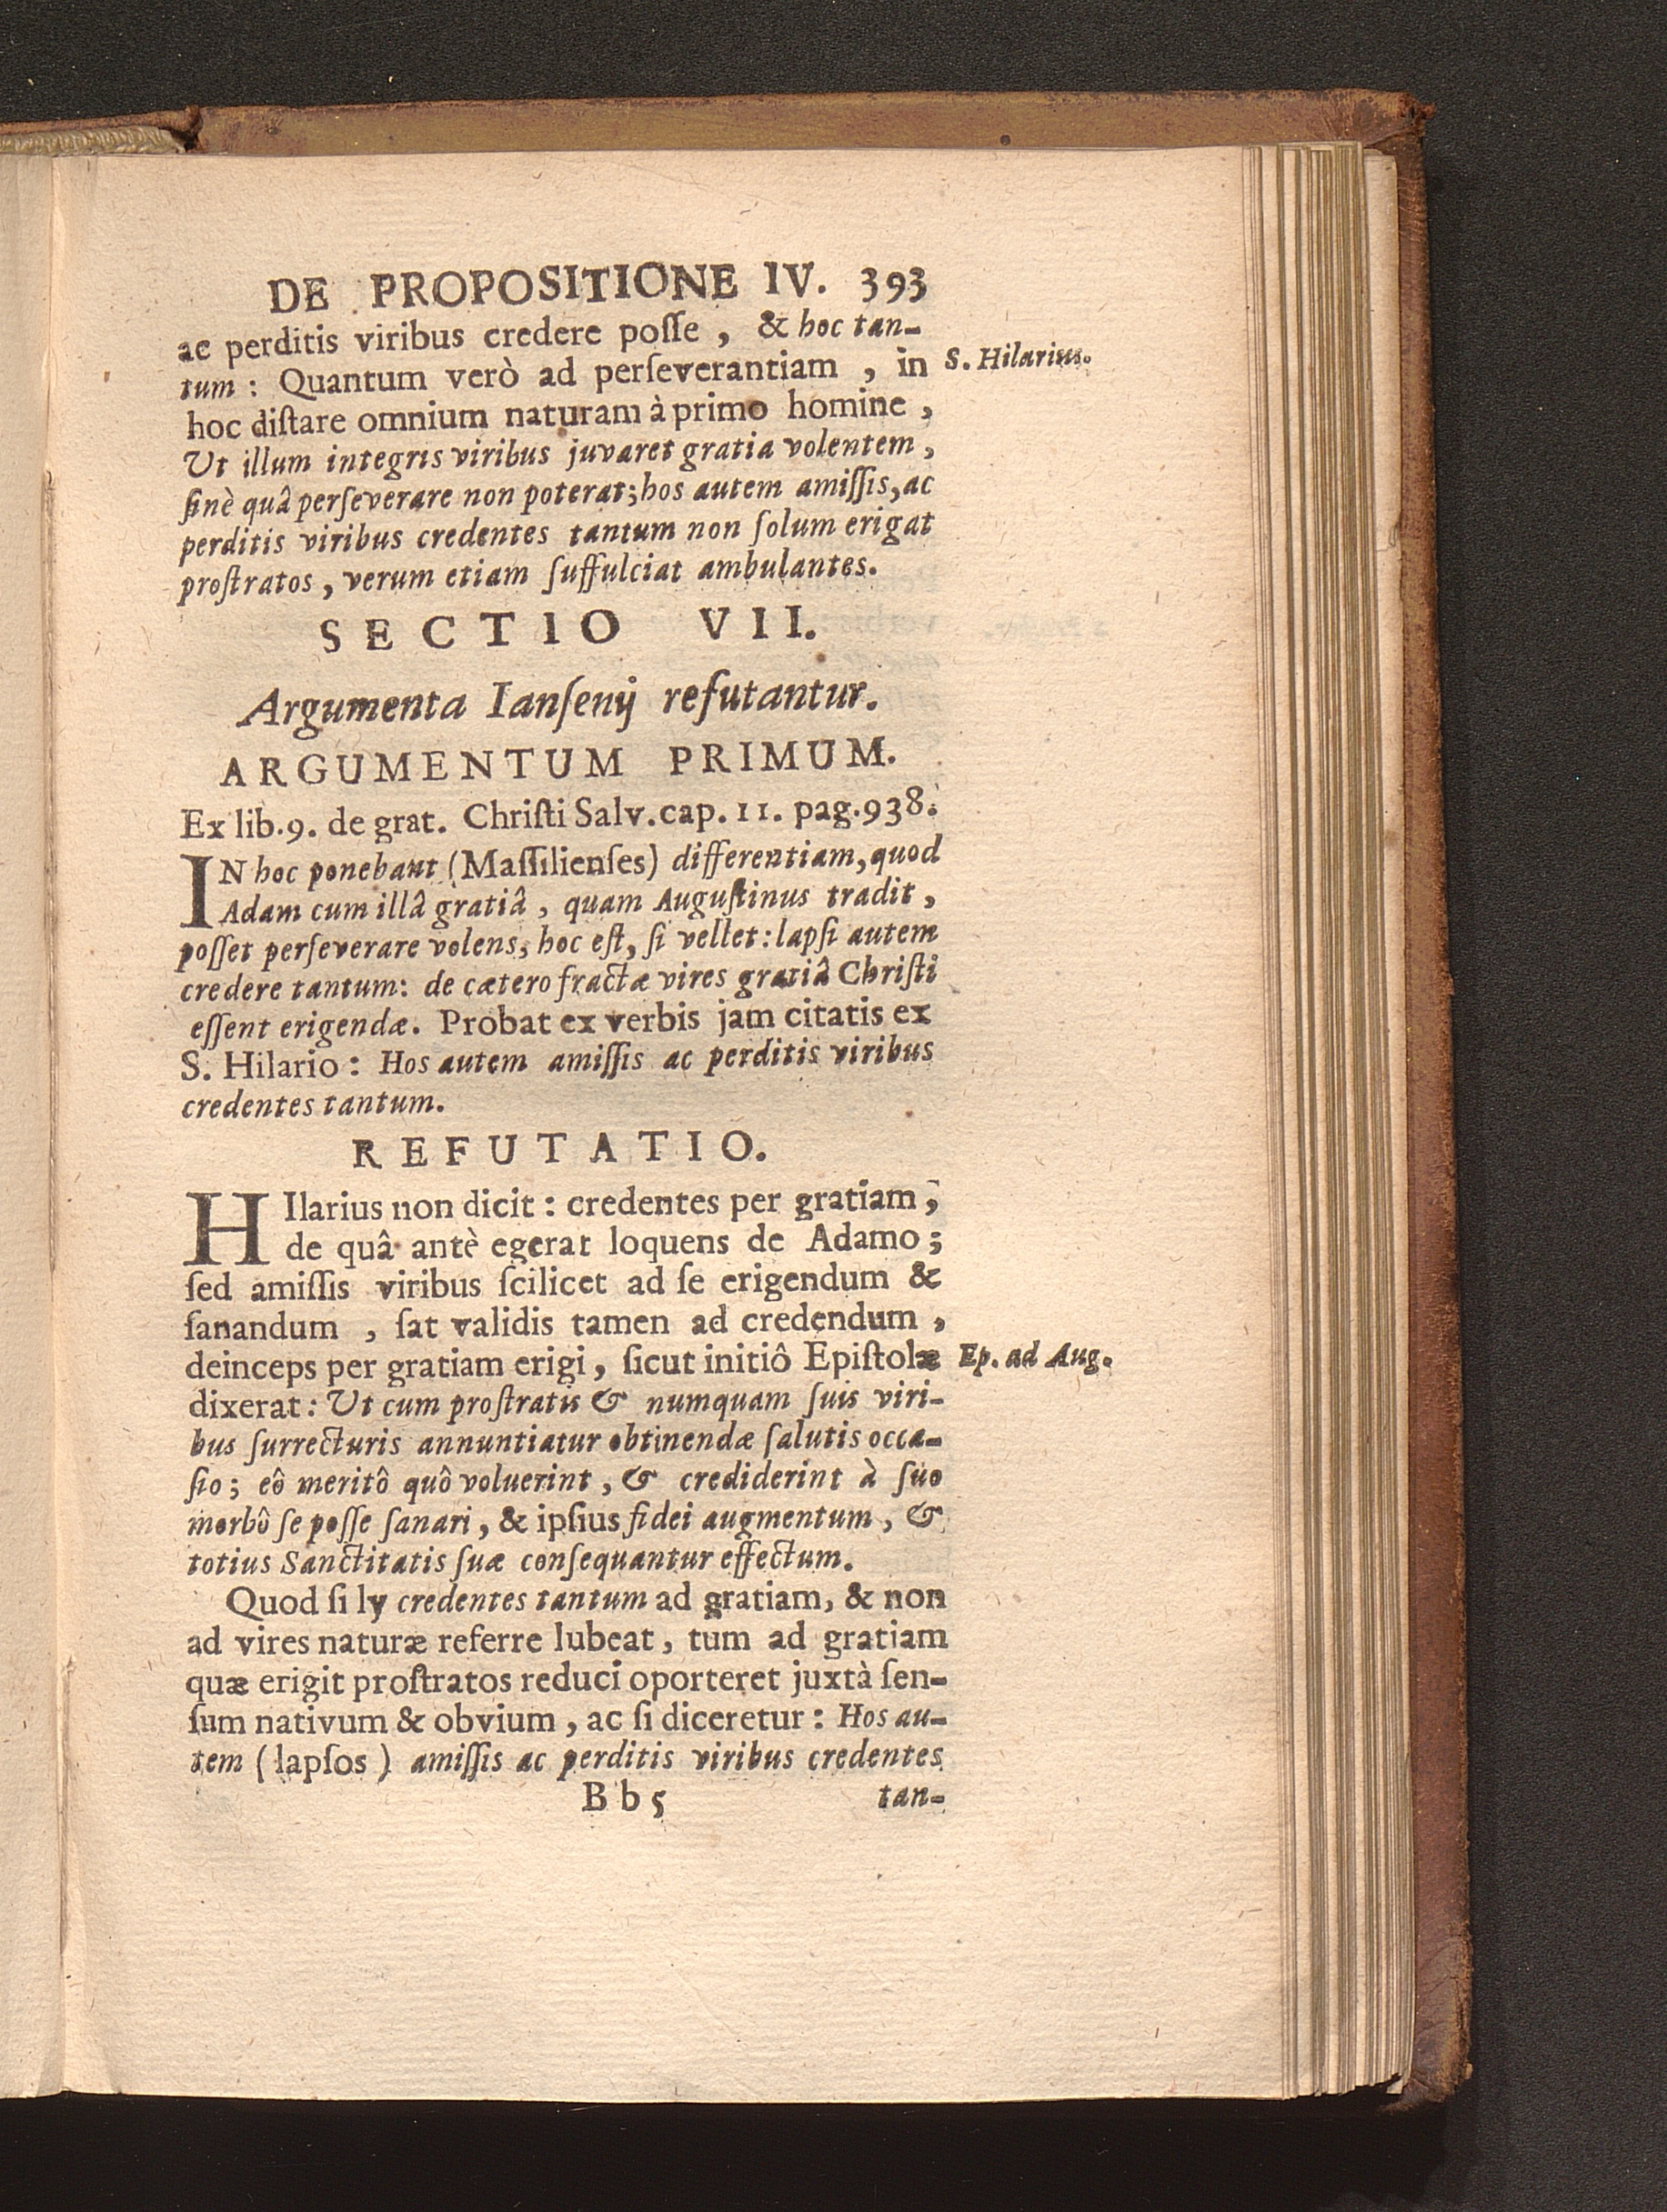 DE PROPOSITIONE IV. 393
ac perditis viribus credere poſſe, & hoc tan-
tum: Quantum verò ad perſeverantiam, in
S. Hilarius.
hoc diſtare omnium naturam à primo homine,
Ut illum integris viribus juvaret gratia volentem,
ſinè quâ perſeverare non poterat; hos autem amiſſis, ac
perditis viribus credentes tantum non ſolum erigat
proſtratos, verum etiam ſuffulciat ambulantes.
SECTIO VII.
Argumenta Ianſenij refutantur.
ARGUMENTUM PRIMUM.
Ex lib. 9. de grat. Chriſti Salv. cap. 11. pag. 938.
IN hoc ponebant (Maſſilienſes) differentiam, quod
Adam cum illâ gratiâ, quam Auguſtinus tradit,
poſſet perſeverare volens, hoc eſt, ſi vellet: lapſi autem
credere tantum: de cætero fractæ vires gratiâ Chriſti
eſſent erigendæ. Probat ex verbis jam citatis ex
S. Hilario: Hos autem amiſſis ac perditis viribus
credentes tantum.
REFUTATIO.
HIlarius non dicit: credentes per gratiam,
de quâ antè egerat loquens de Adamo;
ſed amiſſis viribus ſcilicet ad ſe erigendum &
ſanandum, ſat validis tamen ad credendum,
deinceps per gratiam erigi, ſicut initiô Epiſtolæ
Ep. ad Aug.
dixerat: Ut cum proſtratis & numquam ſuis viri-
bus ſurrecturis annuntiatur obtinendæ ſalutis occa-
ſio; eô meritô quô voluerint, & crediderint à ſuo
morbô ſe poſſe ſanari, & ipſius fidei augmentum, &
totius Sanctitatis ſuæ conſequantur effectum.
Quod ſi ly credentes tantum ad gratiam, & non
ad vires naturæ referre lubeat, tum ad gratiam
quæ erigit proſtratos reduci oporteret juxtà ſen-
ſum nativum & obvium, ac ſi diceretur: Hos au-
tem (lapſos) amiſſis ac perditis viribus credentes
Bb5 tan-